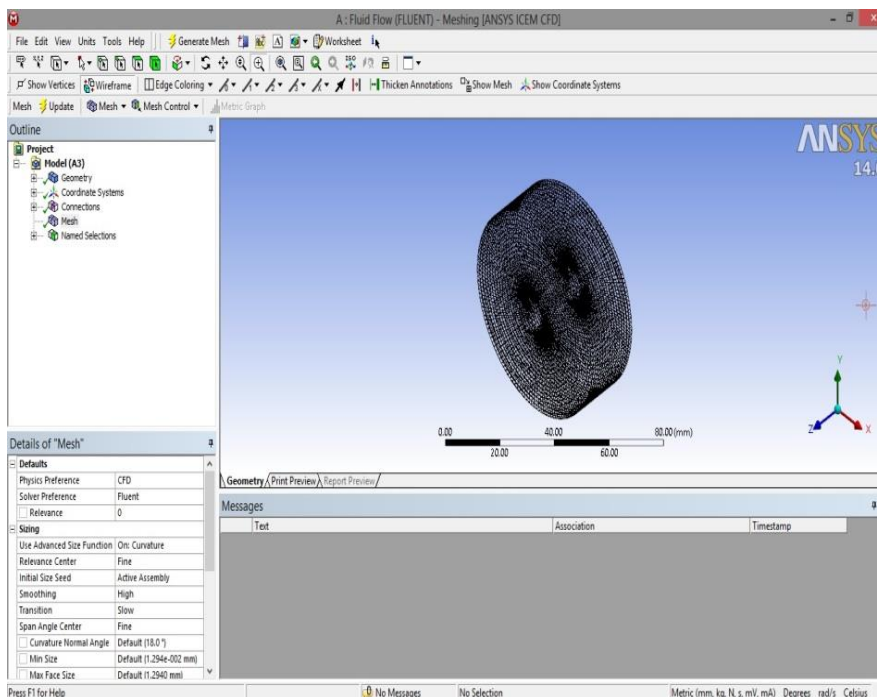 A : Fluid Flow (FLUENT) - Meshing [ANSYS ICEM CFD]
File Edit View Units Tools Help Generate Mesh A Worksheet
Show Vertices Wireframe Edge Coloring Thicken Annotations Show Mesh Show Coordinate Systems
Mesh Update Mesh Mesh Control Metric Graph
Outline
Project
Model (A3)
Geometry
Coordinate Systems
Connections
Mesh
Named Selections
ANSYS
14.
Y
Z X
0.00 40.00 80.00 (mm)
20.00 60.00
Geometry Print Preview Report Preview
Details of "Mesh"
Defaults
Physics Preference CFD
Solver Preference Fluent
Relevance 0
Sizing
Use Advanced Size Function On: Curvature
Relevance Center Fine
Initial Size Seed Active Assembly
Smoothing High
Transition Slow
Span Angle Center Fine
Curvature Normal Angle Default (18.0 °)
Min Size Default (1.294e-002 mm)
Max Face Size Default (1.2940 mm)
Messages
Text Association Timestamp
Press F1 for Help No Messages No Selection Metric (mm, kg, N, s, mV, mA) Degrees rad/s Celsius